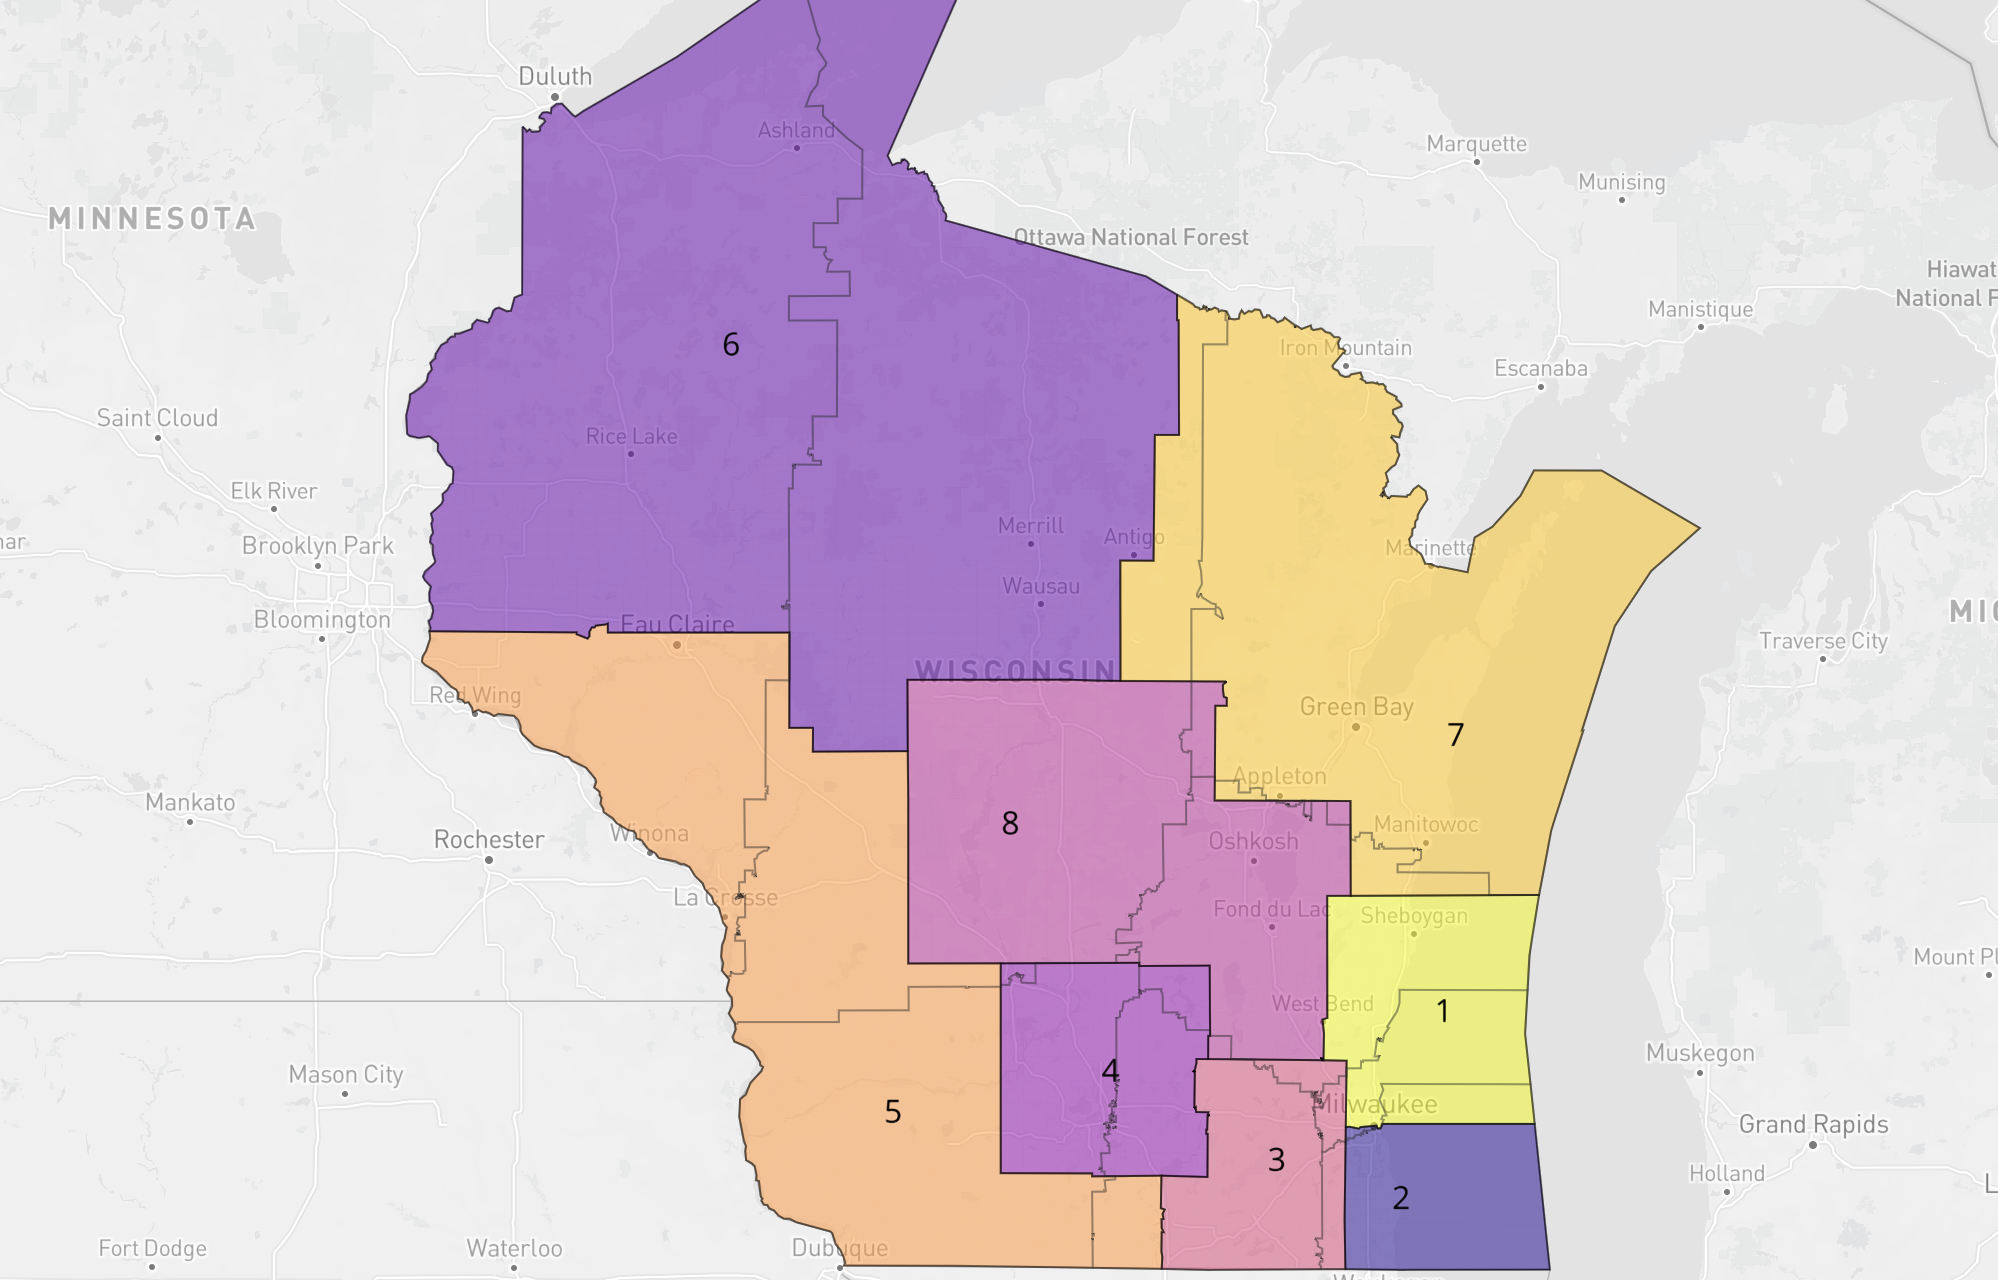 Duluth
Ashland
Marquette
Munising
MINNESOTA
Ottawa National Forest
Hiawat
National F
Manistique
6
Iron Mountain
Escanaba
Saint Cloud
Rice Lake
Elk River
Merrill
Antigo
Brooklyn Park
Marinette
Wausau
Bloomington
Eau Claire
MIC
Traverse City
WISCONSIN
Red Wing
Green Bay
7
Appleton
Mankato
8
Manitowoc
Rochester
Winona
Oshkosh
La Crosse
Fond du Lac
Sheboygan
Mount Pl
West Bend
1
Muskegon
Mason City
4
5
Milwaukee
Grand Rapids
3
Holland
2
Fort Dodge
Waterloo
Dubuque